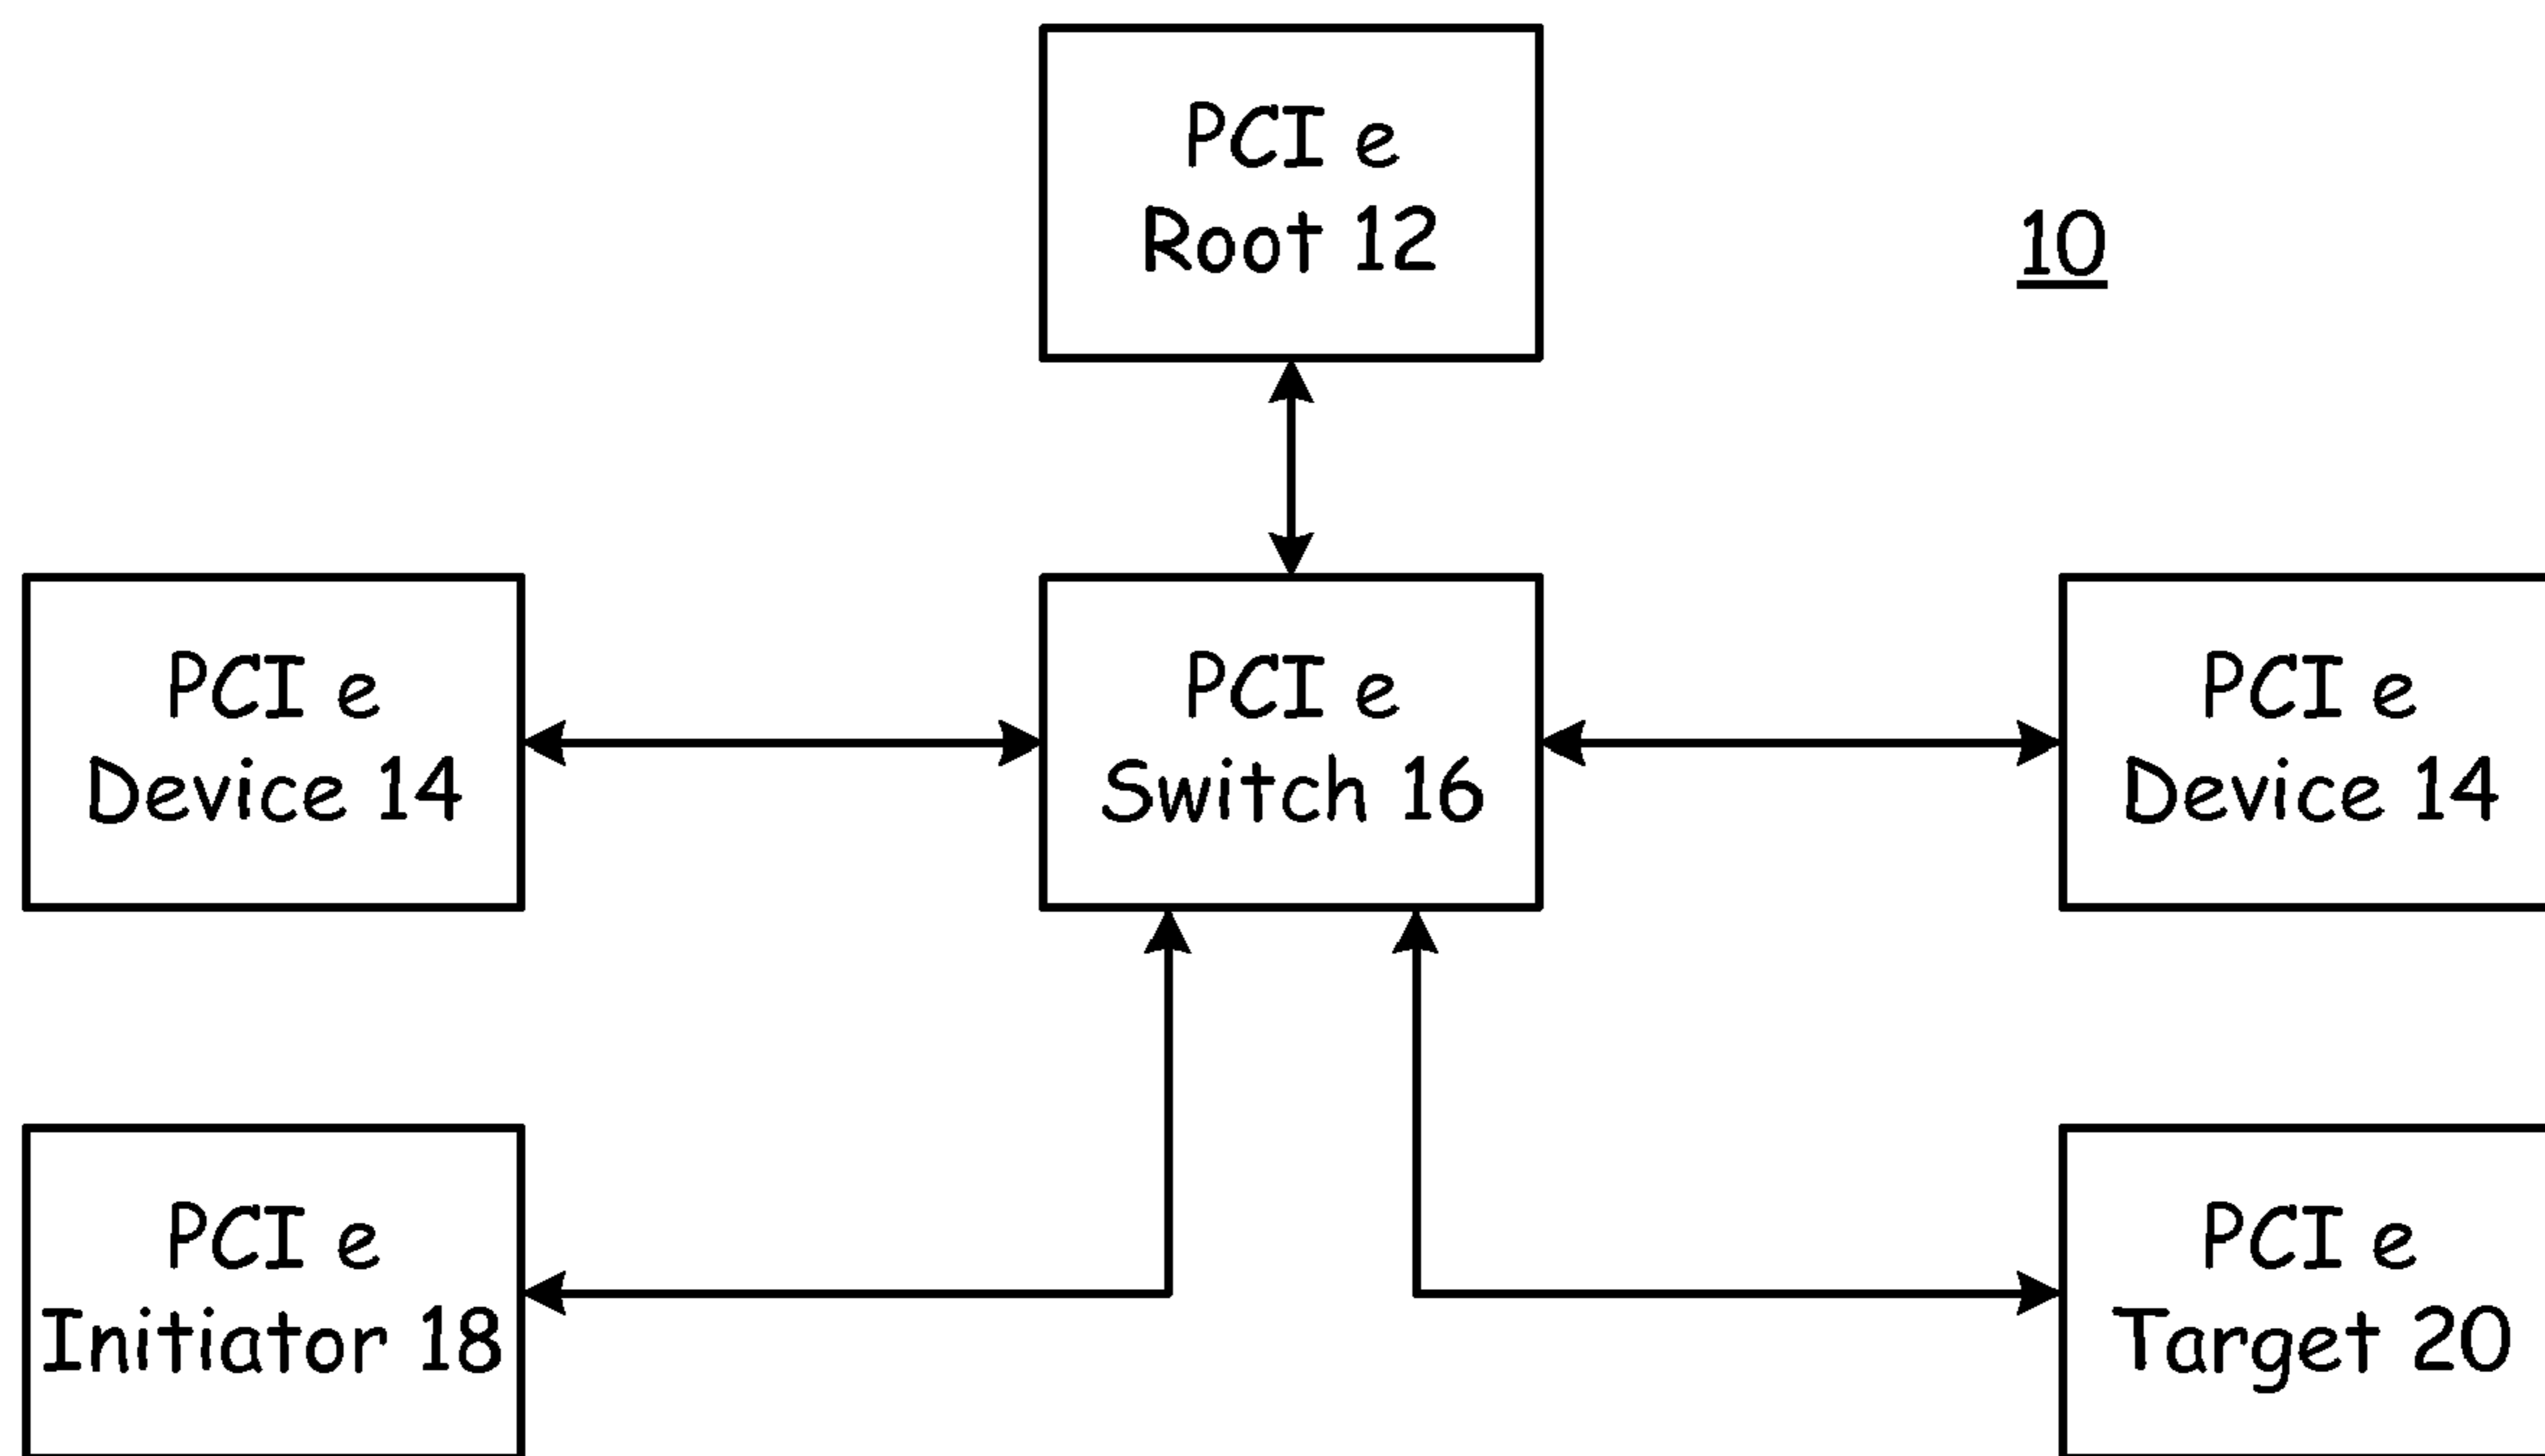 PCI e
Root 12
10
PCI e
Device 14
PCI e
Switch 16
PCI e
Device 14
PCI e
Initiator 18
PCI e
Target 20